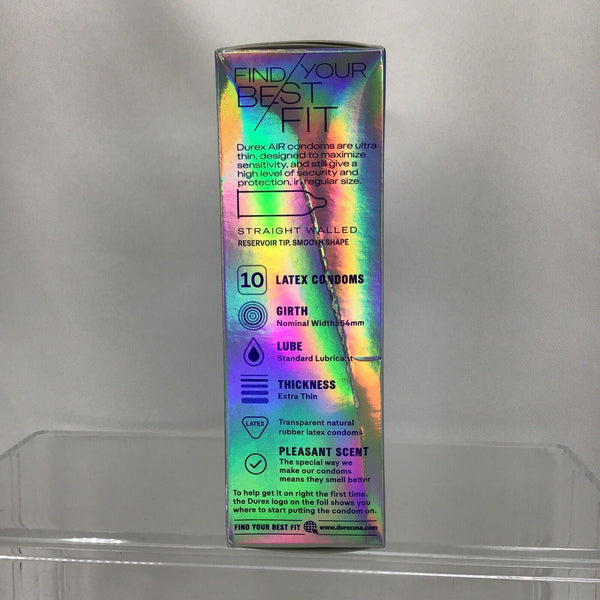 FIND/YOUR
BEST
/FIT
Durex AIR condoms are ultra
thin, designed to maximize
sensitivity, and still give a
high level of security and
protection, in regular size.
STRAIGHT WALLED
RESERVOIR TIP, SMOOTH SHAPE
10 LATEX CONDOMS
GIRTH
Nominal Width: 54mm
LUBE
Standard Lubricant
THICKNESS
Extra Thin
LATEX
Transparent natural
rubber latex condoms
PLEASANT SCENT
The special way we
make our condoms
means they smell better
To help get it on right the first time,
the Durex logo on the foil shows you
where to start putting the condom on.
FIND YOUR BEST FIT www.durexusa.com